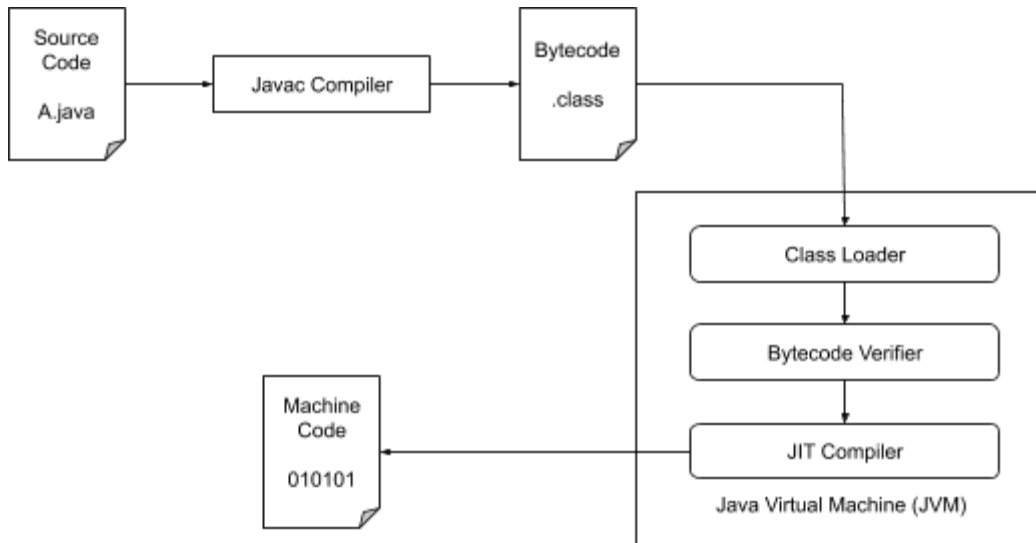 Source
Code
A.java
Javac Compiler
Bytecode
.class
Class Loader
Bytecode Verifier
JIT Compiler
Java Virtual Machine (JVM)
Machine
Code
010101